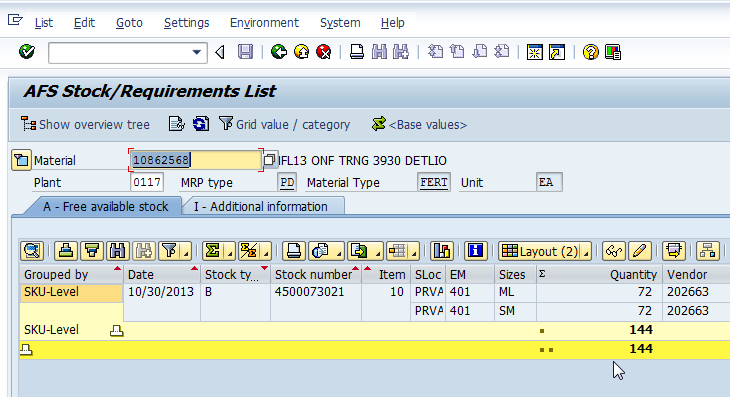 List Edit Goto Settings Environment System Help
AFS Stock/Requirements List
Show overview tree Grid value / category <Base values>
Material 10862568 NFL13 ONF TRNG 3930 DETLIO
Plant 0117 MRP type PD Material Type FERT Unit EA
A - Free available stock I - Additional information
Layout (2)
Grouped by Date Stock ty... Stock number Item SLoc EM Sizes Σ Quantity Vendor
SKU-Level 10/30/2013 B 4500073021 10 PRVA 401 ML 72 202663
PRVA 401 SM 72 202663
SKU-Level 144
144